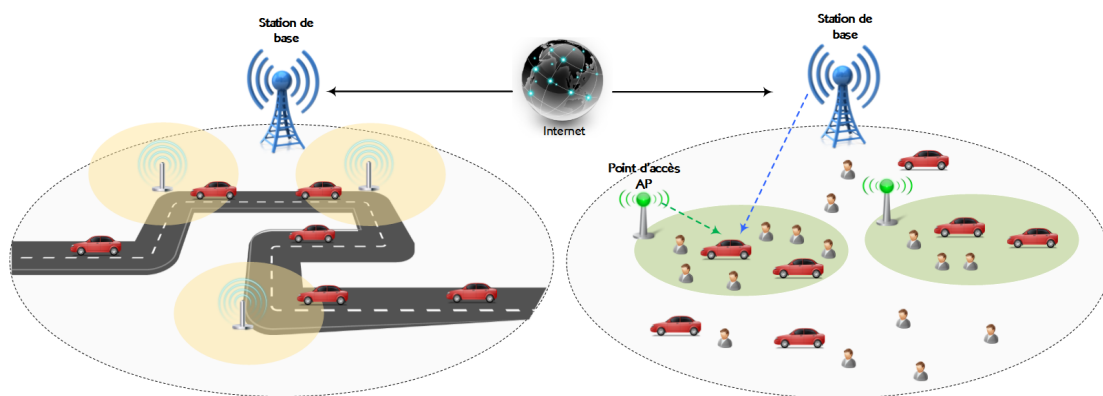 Station de
base
Station de
base
Internet
Point d'accès
AP